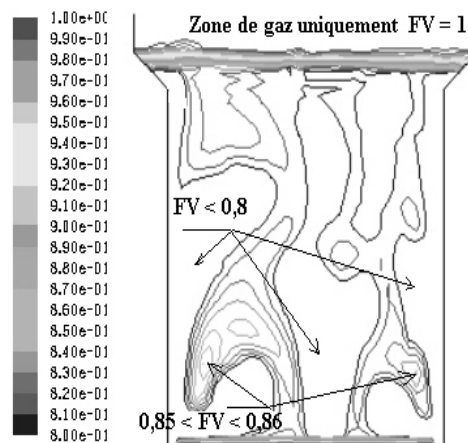 1.00e+00
9.90e-01
9.80e-01
9.70e-01
9.60e-01
9.50e-01
9.40e-01
9.30e-01
9.20e-01
9.10e-01
9.00e-01
8.90e-01
8.80e-01
8.70e-01
8.60e-01
8.50e-01
8.40e-01
8.30e-01
8.20e-01
8.10e-01
8.00e-01
Zone de gaz uniquement FV = 1
FV < 0,8
0,85 < FV < 0,86